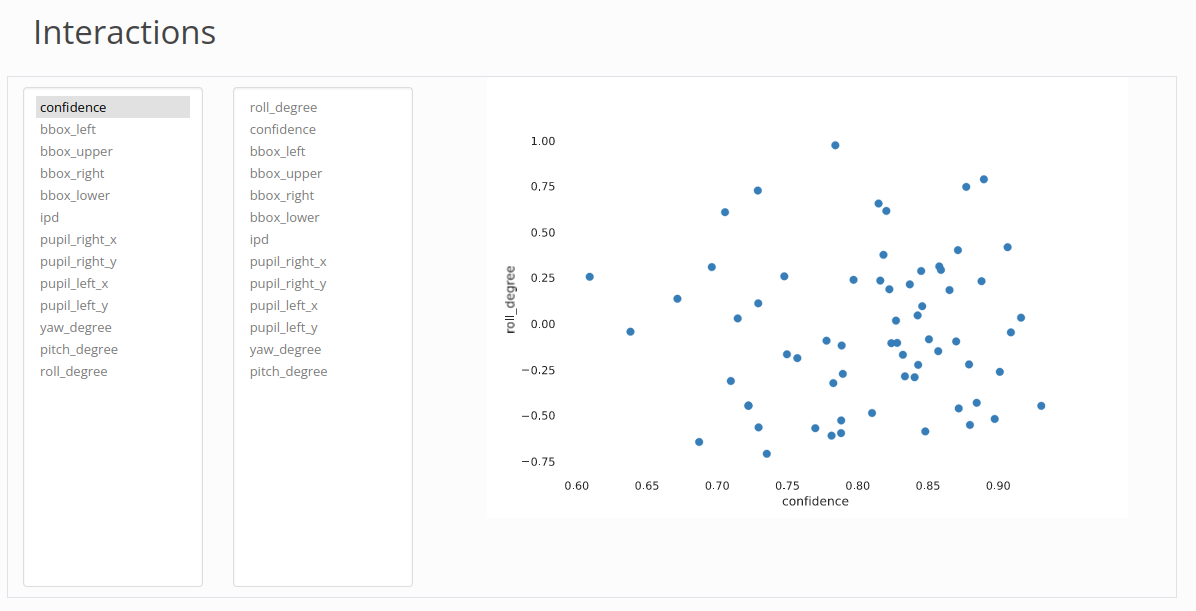 Interactions
confidence
bbox_left
bbox_upper
bbox_right
bbox_lower
ipd
pupil_right_x
pupil_right_y
pupil_left_x
pupil_left_y
yaw_degree
pitch_degree
roll_degree
roll_degree
confidence
bbox_left
bbox_upper
bbox_right
bbox_lower
ipd
pupil_right_x
pupil_right_y
pupil_left_x
pupil_left_y
yaw_degree
pitch_degree
roll_degree
1.00
0.75
0.50
0.25
0.00
−0.25
−0.50
−0.75
0.60 0.65 0.70 0.75 0.80 0.85 0.90
confidence